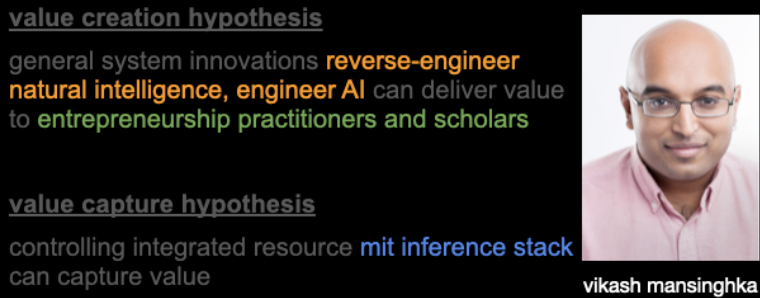 value creation hypothesis
general system innovations reverse-engineer
natural intelligence, engineer AI can deliver value
to entrepreneurship practitioners and scholars
value capture hypothesis
controlling integrated resource mit inference stack
can capture value
vikash mansinghka